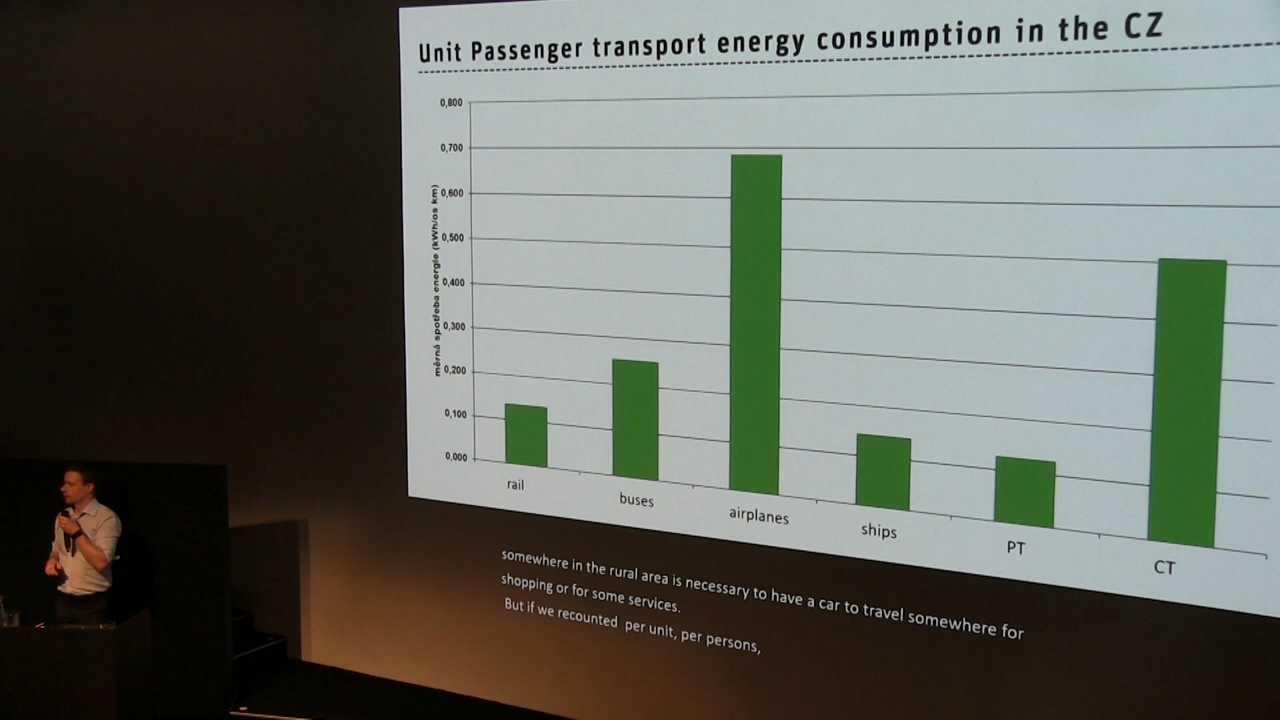 Unit Passenger transport energy consumption in the CZ
měrná spotřeba energie (kWh/os km)
0,800
0,700
0,600
0,500
0,400
0,300
0,200
0,100
0,000
rail
buses
airplanes
ships
PT
CT
somewhere in the rural area is necessary to have a car to travel somewhere for
shopping or for some services.
But if we recounted per unit, per persons,